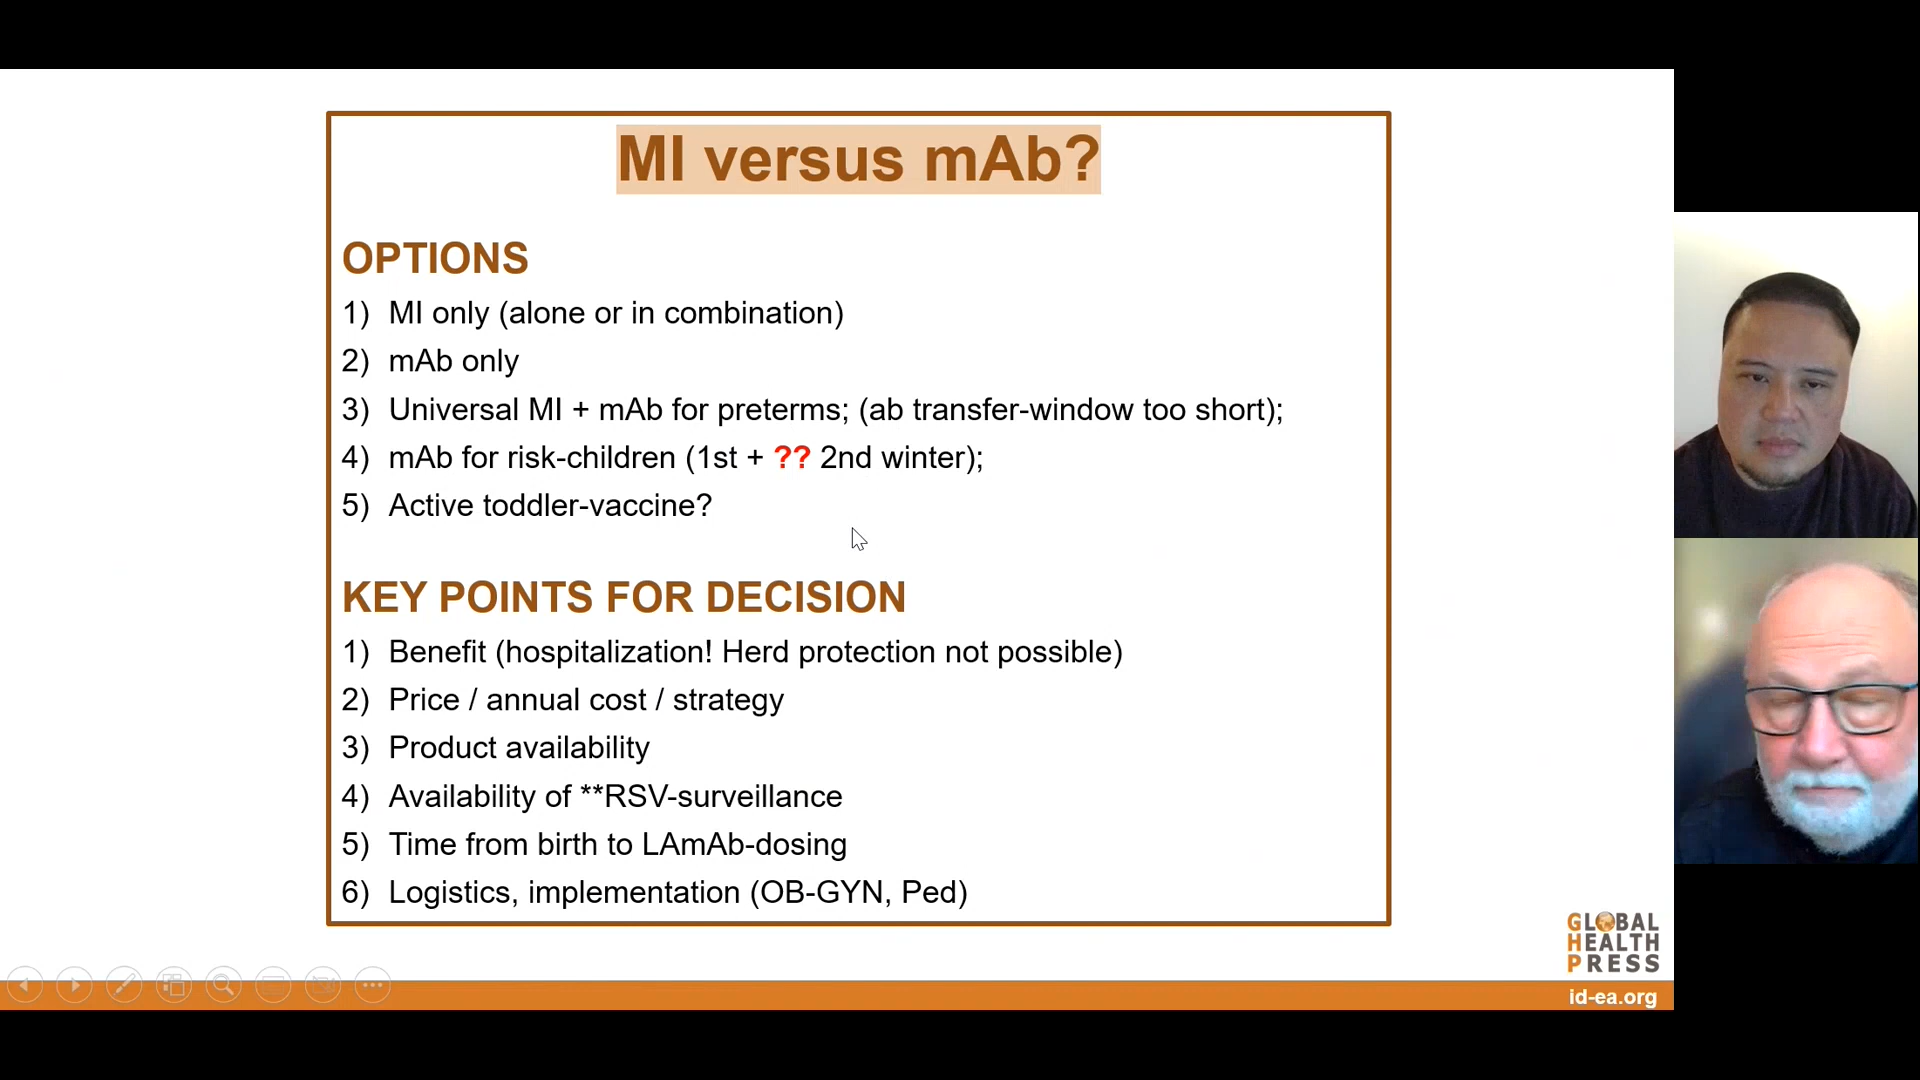 MI versus mAb?
OPTIONS
1) MI only (alone or in combination)
2) mAb only
3) Universal MI + mAb for preterms; (ab transfer-window too short);
4) mAb for risk-children (1st + ?? 2nd winter);
5) Active toddler-vaccine?
KEY POINTS FOR DECISION
1) Benefit (hospitalization! Herd protection not possible)
2) Price / annual cost / strategy
3) Product availability
4) Availability of **RSV-surveillance
5) Time from birth to LAmAb-dosing
6) Logistics, implementation (OB-GYN, Ped)
GLOBAL
HEALTH
PRESS
id-ea.org